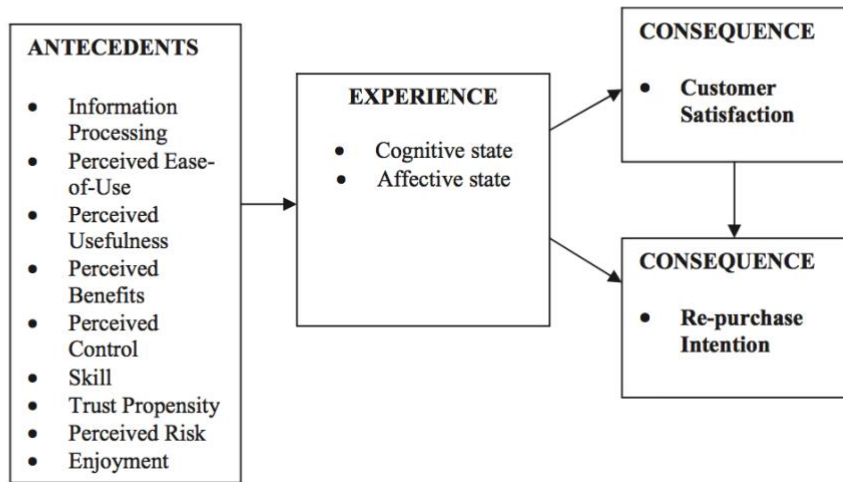 ANTECEDENTS
• Information
Processing
• Perceived Ease-
of-Use
• Perceived
Usefulness
• Perceived
Benefits
• Perceived
Control
• Skill
• Trust Propensity
• Perceived Risk
• Enjoyment
EXPERIENCE
• Cognitive state
• Affective state
CONSEQUENCE
• Customer
Satisfaction
CONSEQUENCE
• Re-purchase
Intention